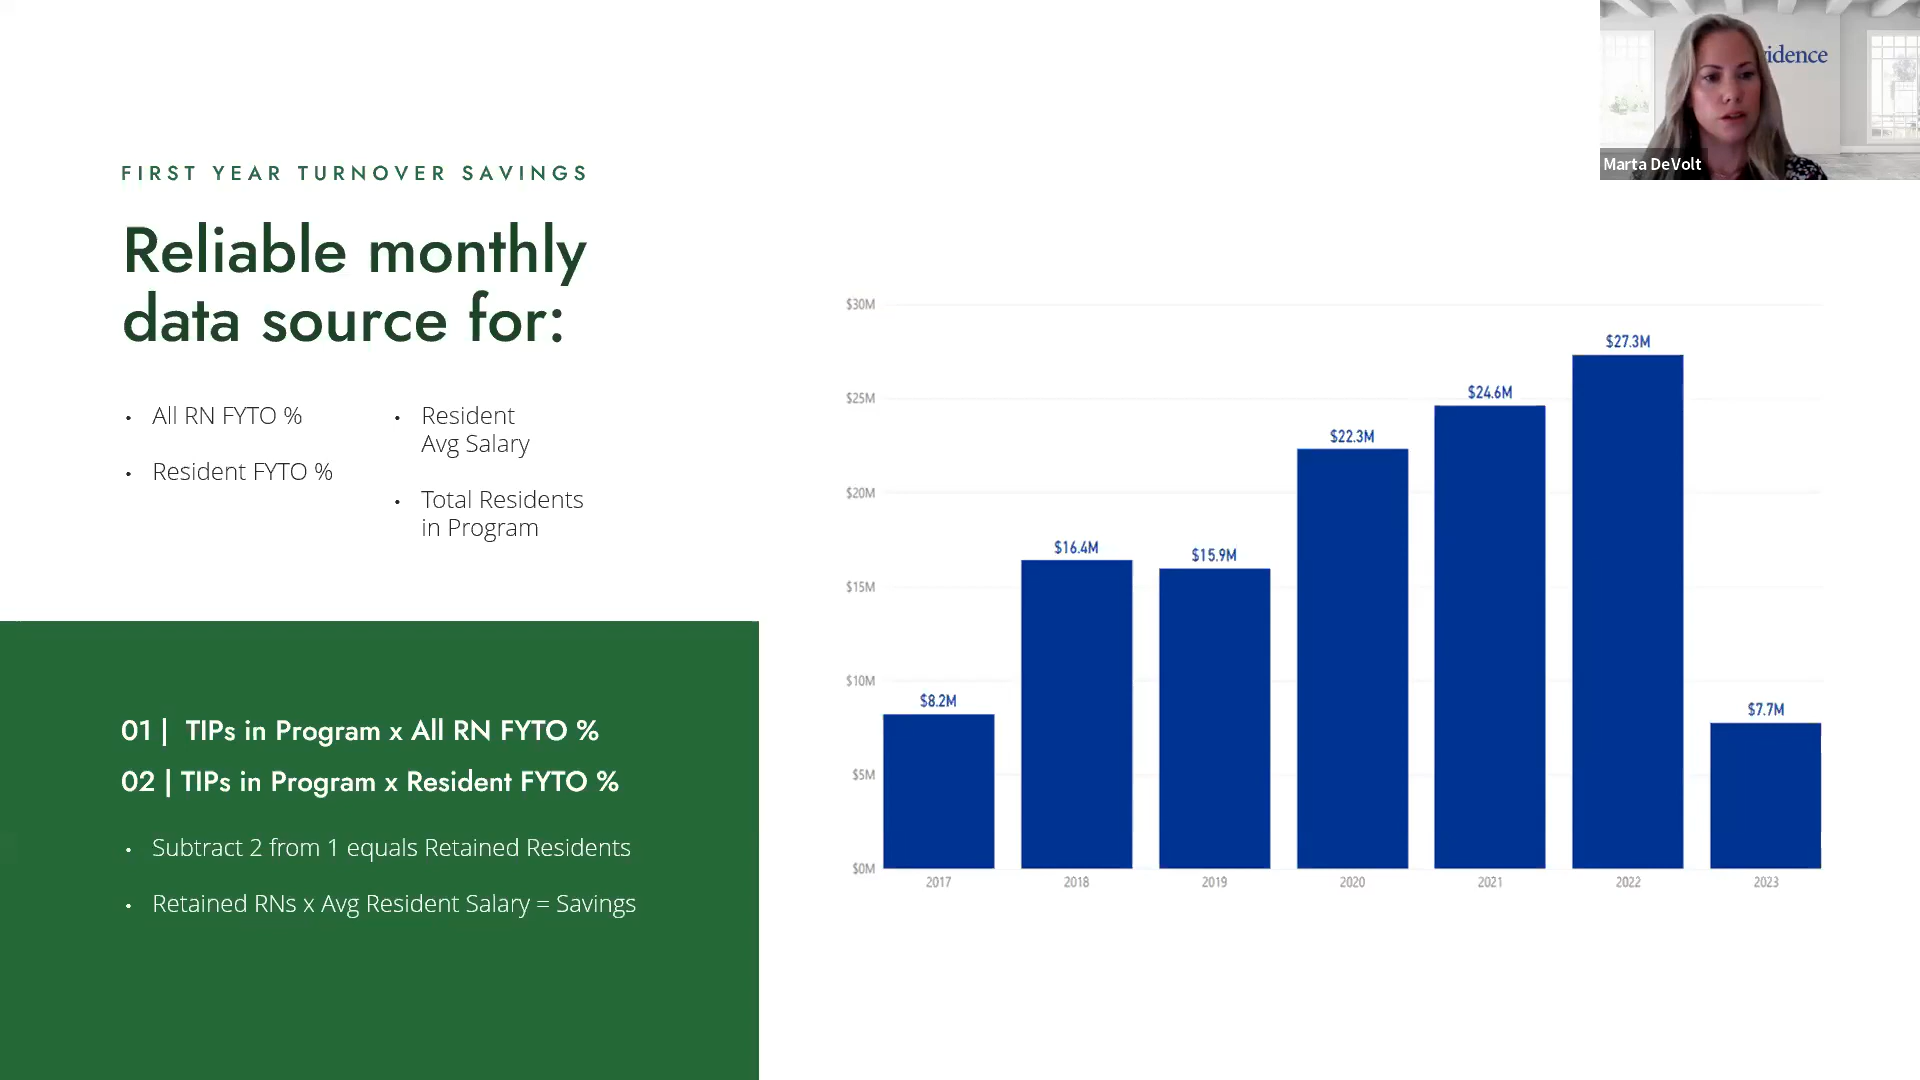 FIRST YEAR TURNOVER SAVINGS
Reliable monthly
data source for:
• All RN FYTO %
• Resident FYTO %
• Resident
Avg Salary
• Total Residents
in Program
01 | TIPs in Program x All RN FYTO %
02 | TIPs in Program x Resident FYTO %
• Subtract 2 from 1 equals Retained Residents
• Retained RNs x Avg Resident Salary = Savings
idence
Marta DeVolt
$30M
$25M
$20M
$15M
$10M
$5M
$0M
$8.2M
$16.4M
$15.9M
$22.3M
$24.6M
$27.3M
$7.7M
2017
2018
2019
2020
2021
2022
2023